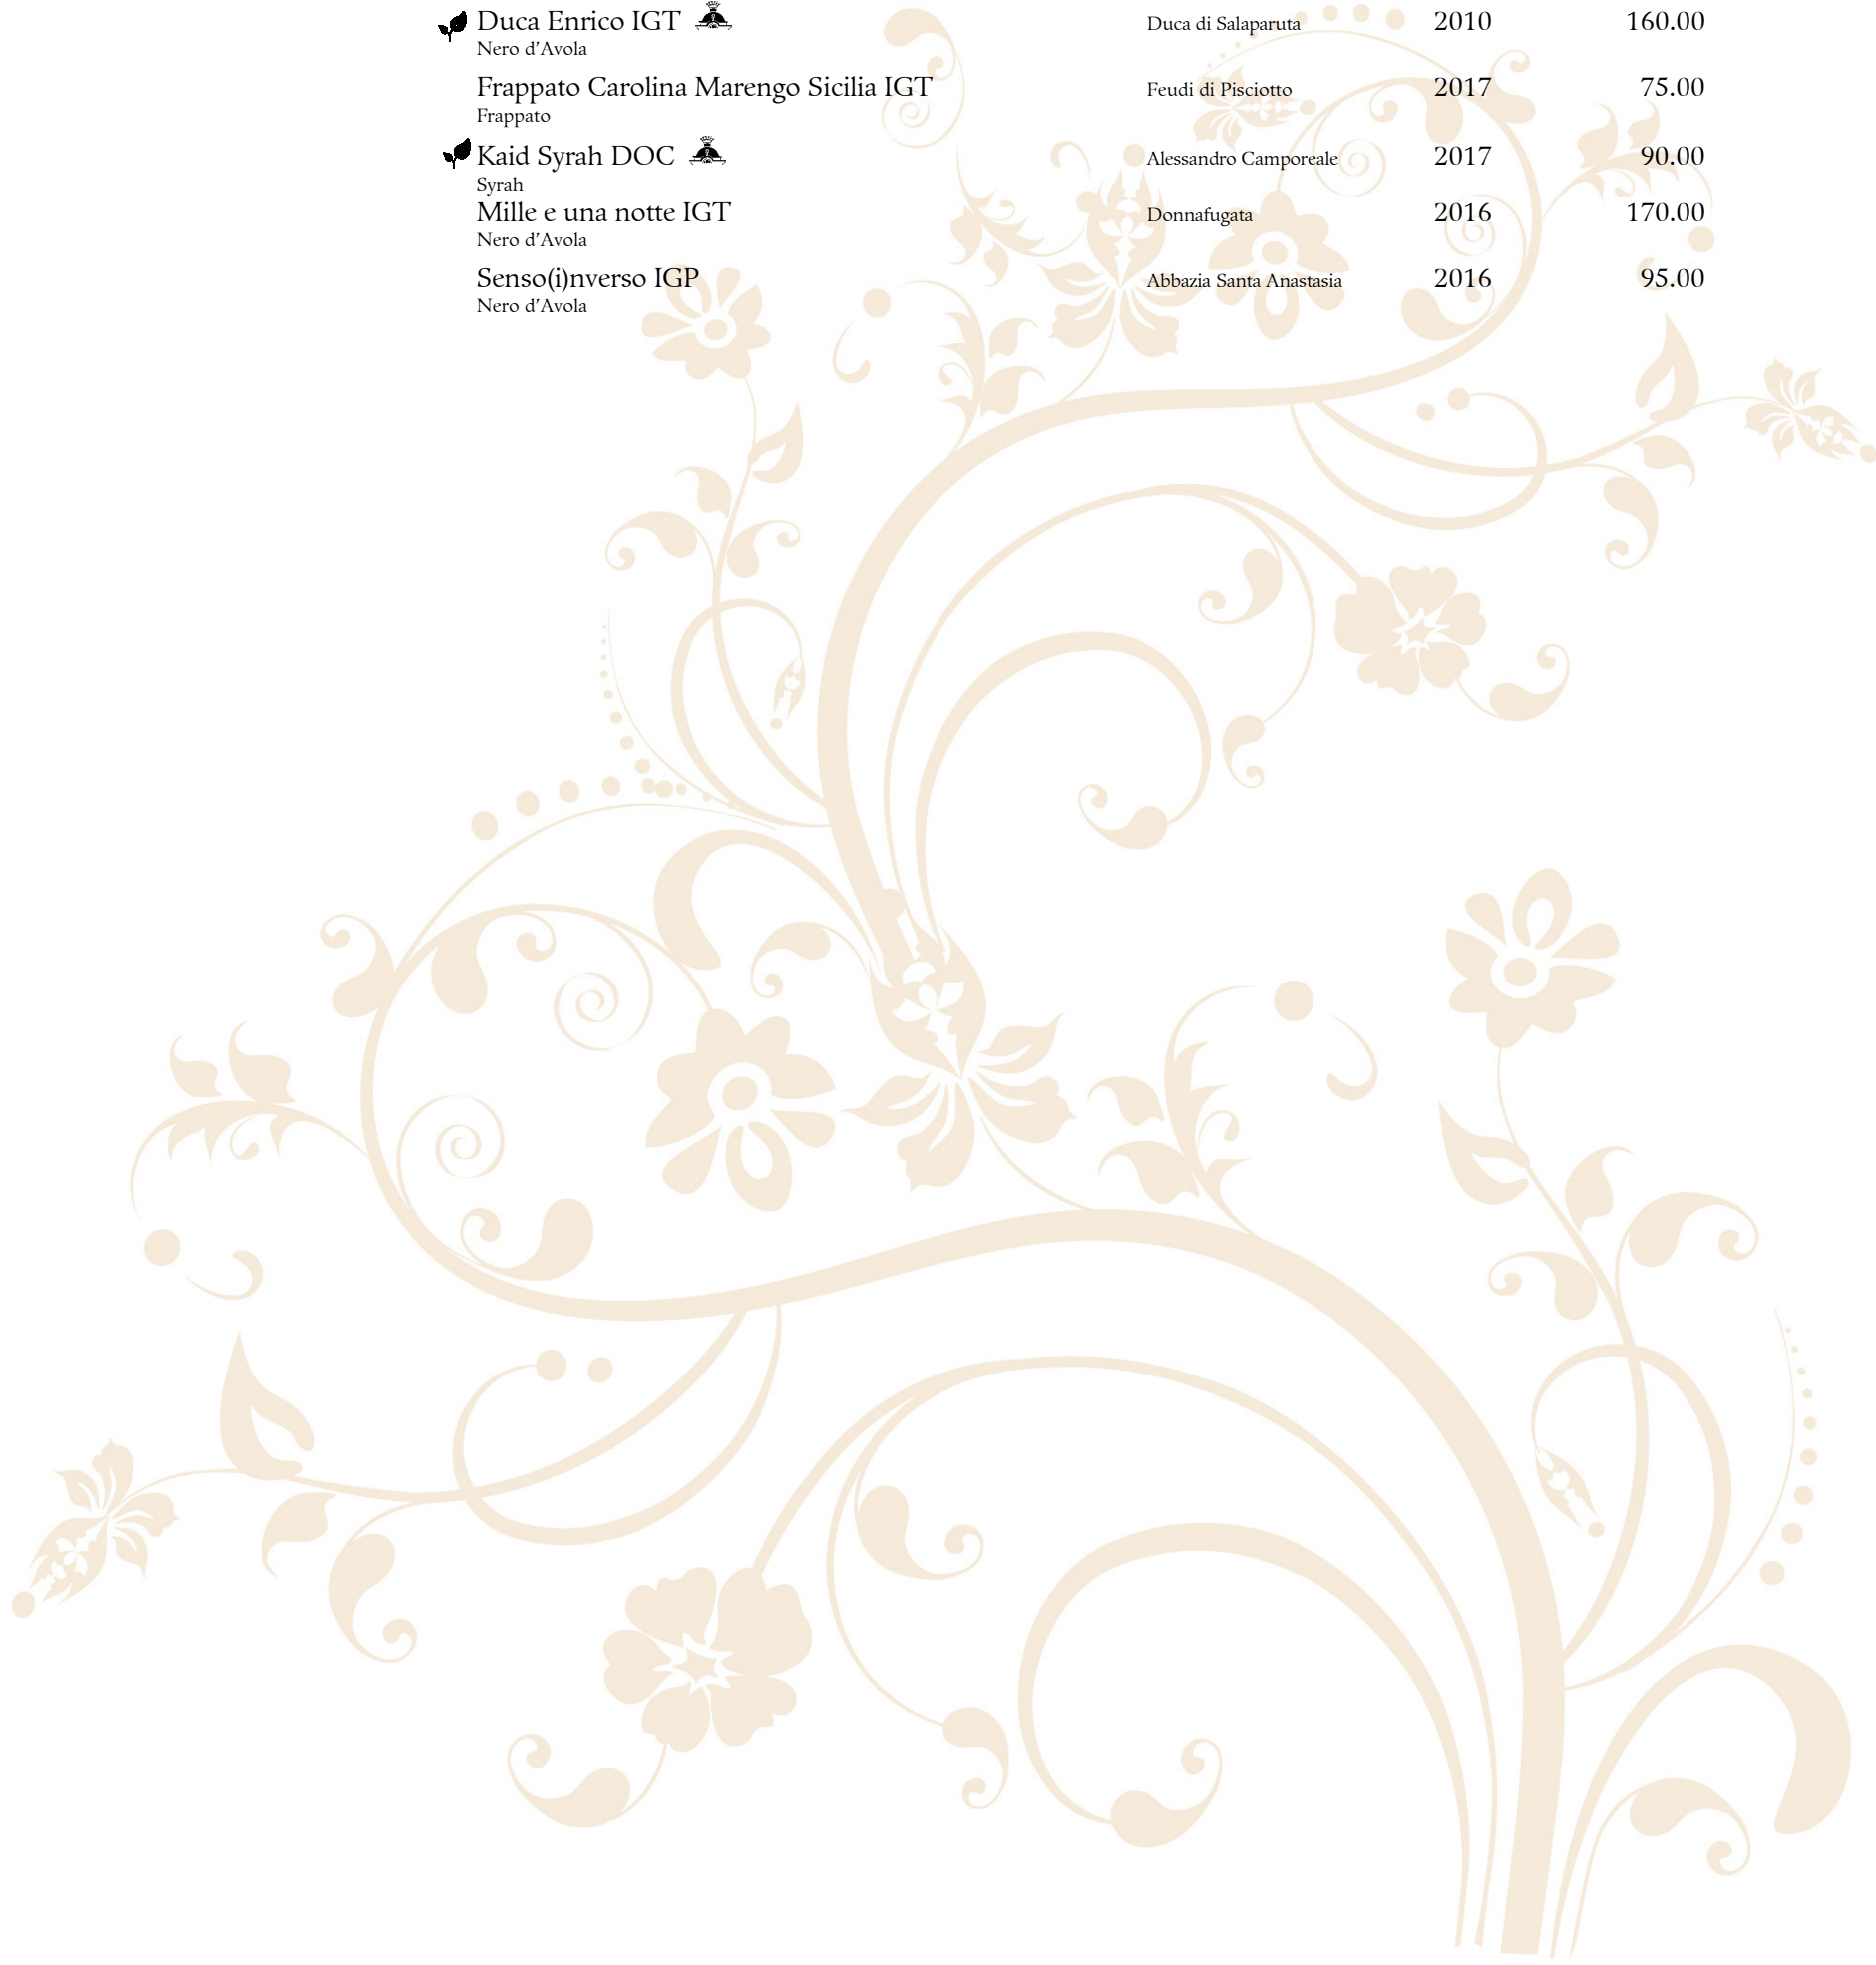 Duca Enrico IGT Duca di Salaparuta 2010 160.00
Nero d'Avola
Frappato Carolina Marengo Sicilia IGT Feudi di Pisciotto 2017 75.00
Frappato
Kaid Syrah DOC Alessandro Camporeale 2017 90.00
Syrah
Mille e una notte IGT Donnafugata 2016 170.00
Nero d'Avola
Senso(i)nverso IGP Abbazia Santa Anastasia 2016 95.00
Nero d'Avola